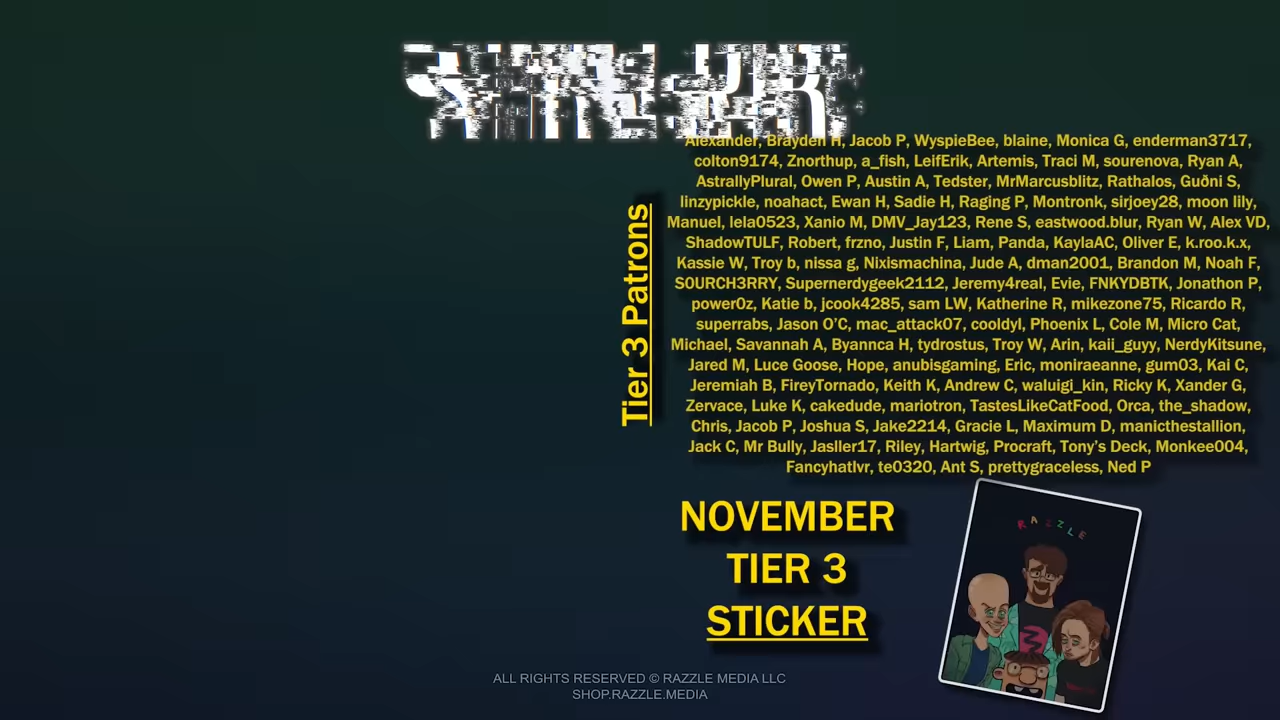 Alexander, Brayden H, Jacob P, WyspieBee, blaine, Monica G, enderman3717,
colton9174, Znorthup, a_fish, LeifErik, Artemis, Traci M, sourenova, Ryan A,
AstrallyPlural, Owen P, Austin A, Tedster, MrMarcusblitz, Rathalos, Guðni S,
linzypickle, noahact, Ewan H, Sadie H, Raging P, Montronk, sirjoey28, moon lily,
Manuel, lela0523, Xanio M, DMV_Jay123, Rene S, eastwood.blur, Ryan W, Alex VD,
ShadowTULF, Robert, frzno, Justin F, Liam, Panda, KaylaAC, Oliver E, k.roo.k.x,
Kassie W, Troy b, nissa g, Nixismachina, Jude A, dman2001, Brandon M, Noah F,
S0URCH3RRY, Supernerdygeek2112, Jeremy4real, Evie, FNKYDBTK, Jonathon P,
power0z, Katie b, jcook4285, sam LW, Katherine R, mikezone75, Ricardo R,
superrabs, Jason O’C, mac_attack07, cooldyl, Phoenix L, Cole M, Micro Cat,
Michael, Savannah A, Byannca H, tydrostus, Troy W, Arin, kaii_guyy, NerdyKitsune,
Jared M, Luce Goose, Hope, anubisgaming, Eric, moniraeanne, gum03, Kai C,
Jeremiah B, FireyTornado, Keith K, Andrew C, waluigi_kin, Ricky K, Xander G,
Zervace, Luke K, cakedude, mariotron, TastesLikeCatFood, Orca, the_shadow,
Chris, Jacob P, Joshua S, Jake2214, Gracie L, Maximum D, manicthestallion,
Jack C, Mr Bully, Jasller17, Riley, Hartwig, Procraft, Tony’s Deck, Monkee004,
Fancyhatlvr, te0320, Ant S, prettygraceless, Ned P
Tier 3 Patrons
NOVEMBER
TIER 3
STICKER
RAZZLE
ALL RIGHTS RESERVED © RAZZLE MEDIA LLC
SHOP.RAZZLE.MEDIA